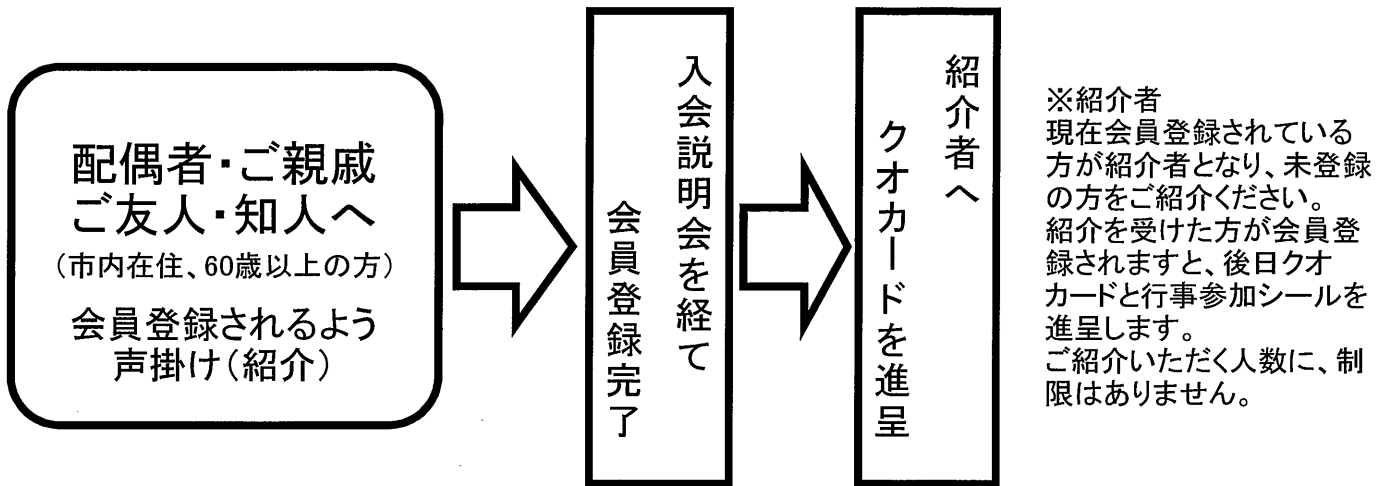 配偶者・ご親戚
ご友人・知人へ
（市内在住、60歳以上の方）
会員登録されるよう
声掛け（紹介）
入会説明会を経て
会員登録完了
紹介者へ
クオカードを進呈
※紹介者
現在会員登録されている
方が紹介者となり、未登録
の方をご紹介ください。
紹介を受けた方が会員登
録されますと、後日クオ
カードと行事参加シールを
進呈します。
ご紹介いただく人数に、制
限はありません。